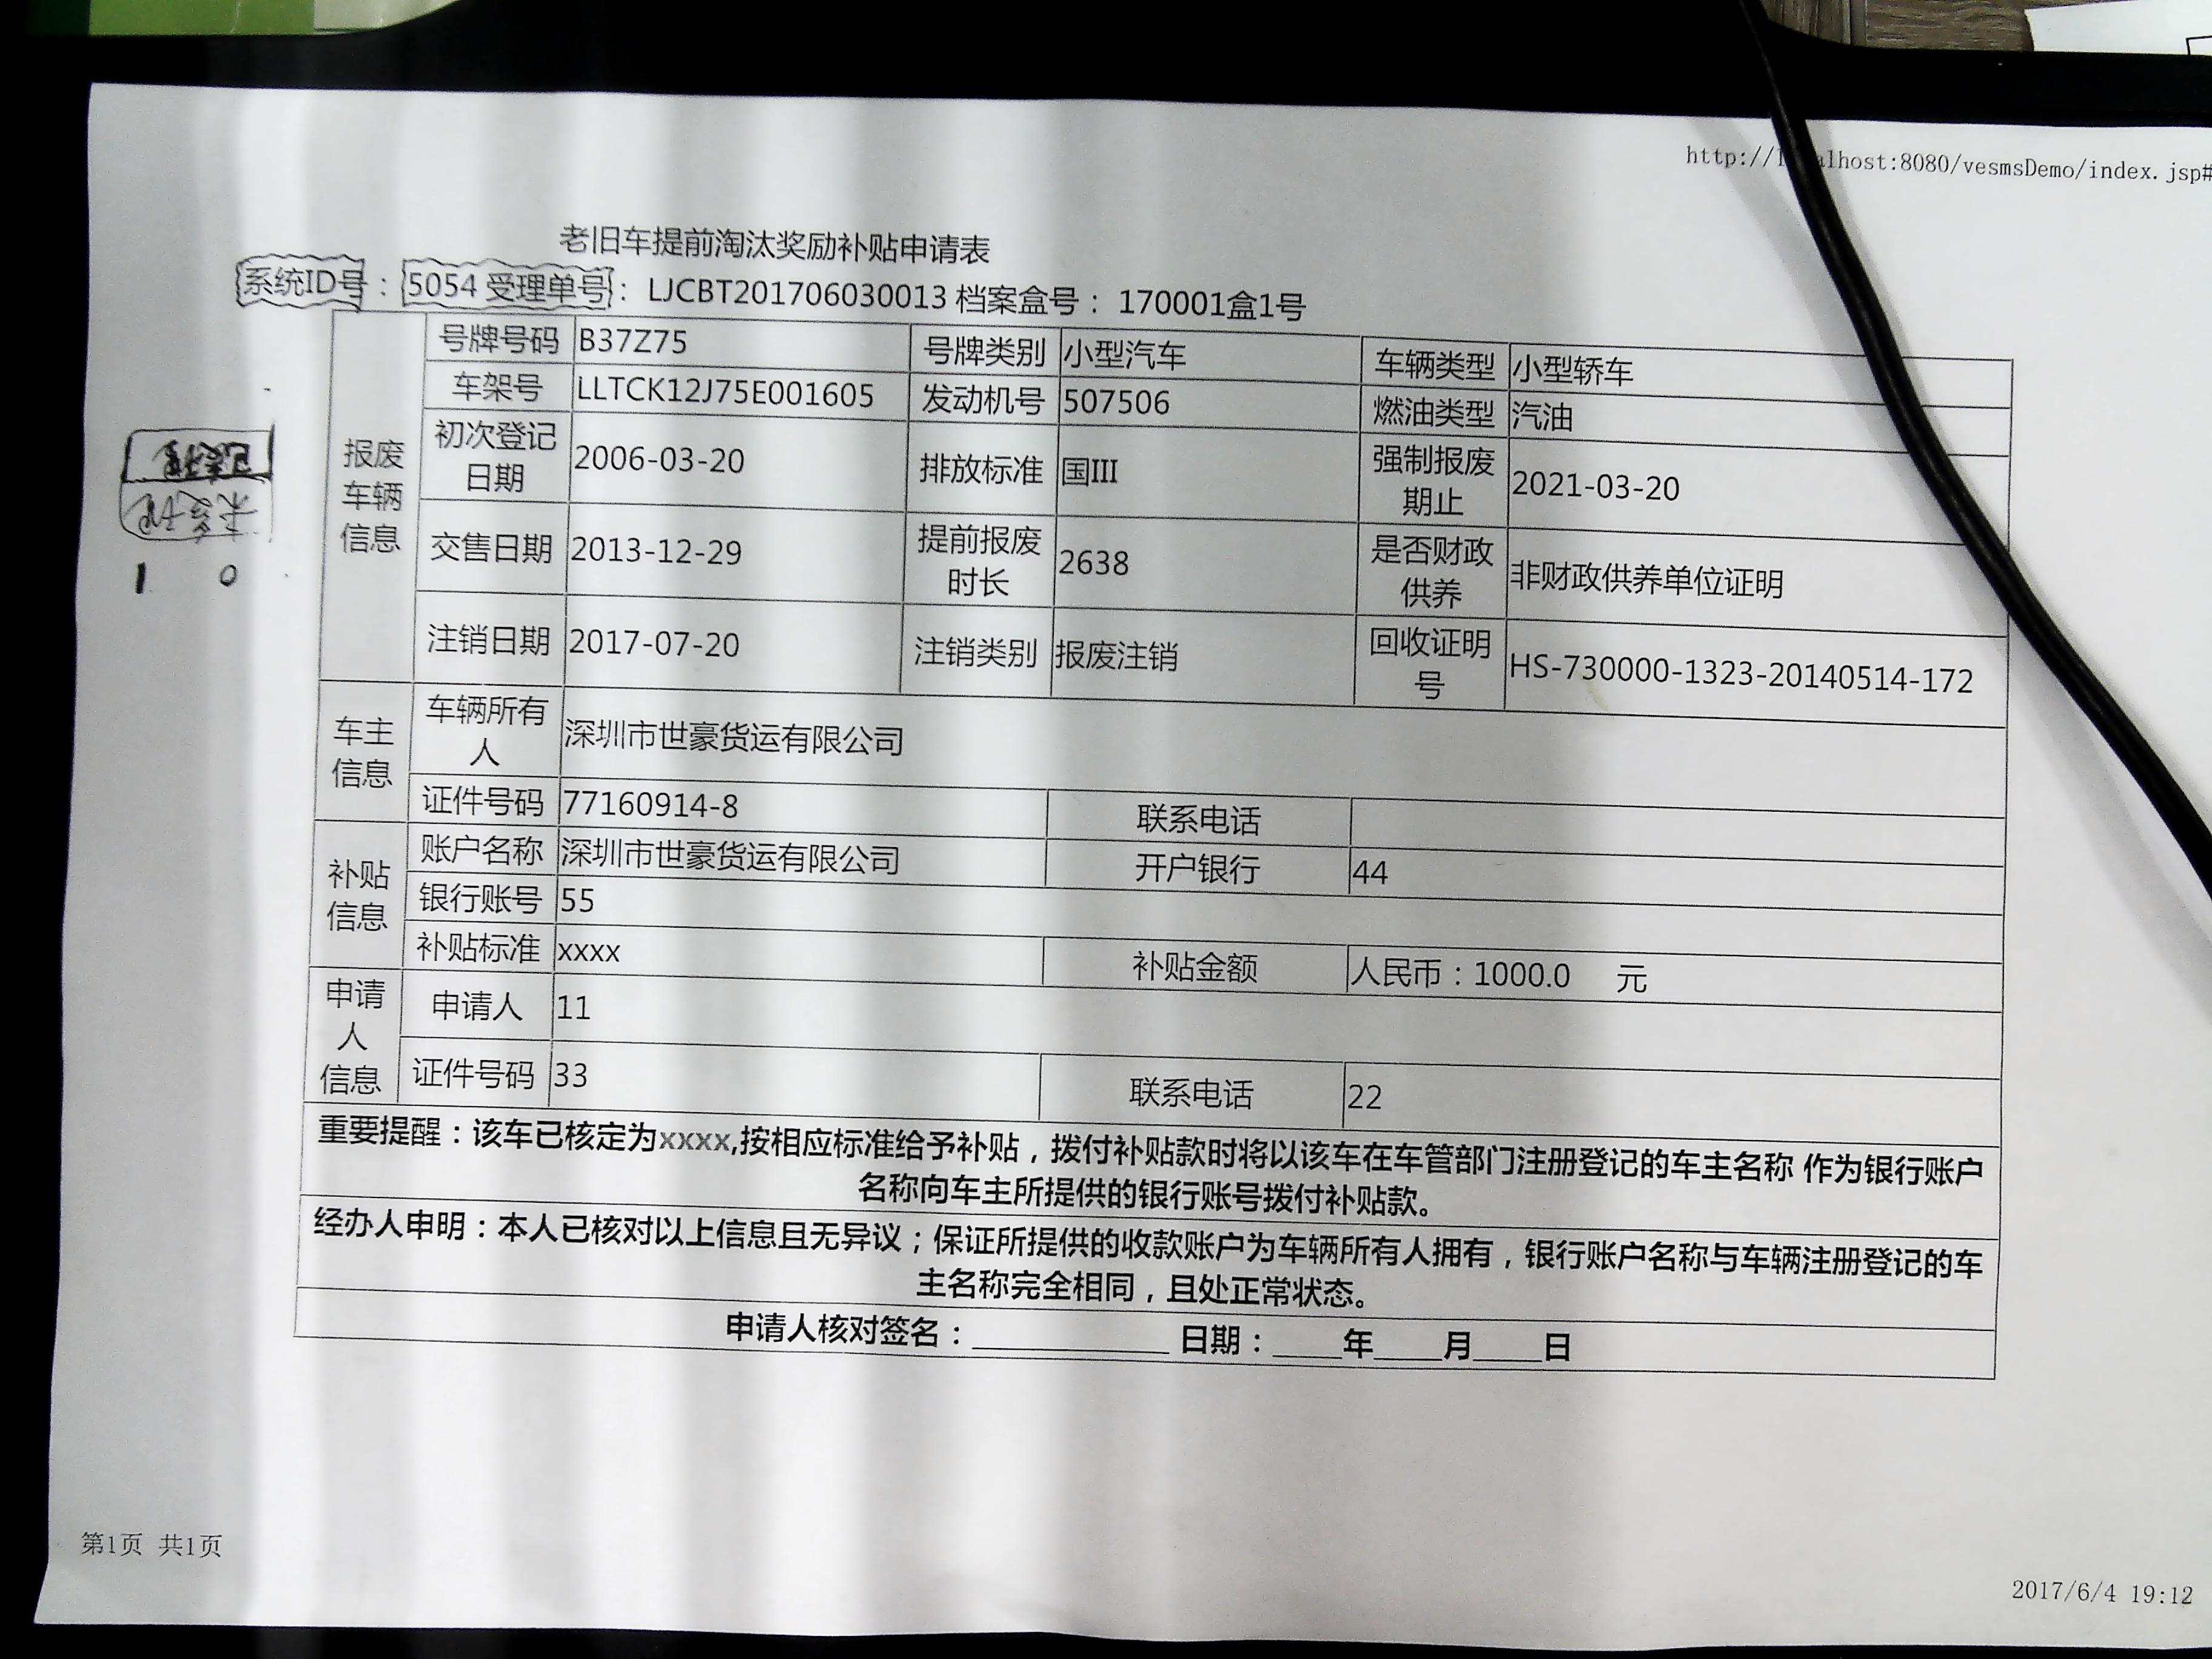 http://localhost:8080/vesmsDemo/index.jsp#
老旧车提前淘汰奖励补贴申请表
系统ID号：5054 受理单号：LJCBT201706030013 档案盒号：170001盒1号
报废车辆信息
号牌号码 B37Z75 号牌类别 小型汽车 车辆类型 小型轿车
车架号 LLTCK12J75E001605 发动机号 507506 燃油类型 汽油
初次登记日期 2006-03-20 排放标准 国III 强制报废期止 2021-03-20
交售日期 2013-12-29 提前报废时长 2638 是否财政供养 非财政供养单位证明
注销日期 2017-07-20 注销类别 报废注销 回收证明号 HS-730000-1323-20140514-172
已受理
未受理
1 0
车主信息
车辆所有人 深圳市世豪货运有限公司
证件号码 77160914-8 联系电话
补贴信息
账户名称 深圳市世豪货运有限公司 开户银行 44
银行账号 55
补贴标准 xxxx 补贴金额 人民币：1000.0 元
申请人信息
申请人 11
证件号码 33 联系电话 22
重要提醒：该车已核定为xxxx,按相应标准给予补贴，拨付补贴款时将以该车在车管部门注册登记的车主名称 作为银行账户
名称向车主所提供的银行账号拨付补贴款。
经办人申明：本人已核对以上信息且无异议；保证所提供的收款账户为车辆所有人拥有，银行账户名称与车辆注册登记的车
主名称完全相同，且处正常状态。
申请人核对签名：__________ 日期：____年____月____日
第1页 共1页
2017/6/4 19:12